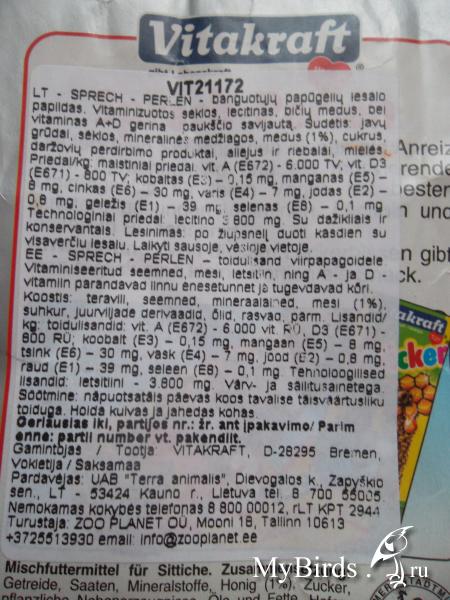 Vitakraft
VIT21172
LT - SPRECH - PERLEN - banguotųjų papūgėlių lesalo
papildas. Vitaminizuotos sėklos, lecitinas, bičių medus, bei
vitaminas A+D gerina paukščio savijautą. Sudėtis: javų
grūdai, sėklos, mineralinės medžiagos, medus (1%), cukrus,
daržovių perdirbimo produktai, aliejus ir riebalai, mielės.
Priedai/kg: maistiniai priedai: vit. A (E672) - 6.000 TV; vit. D3
(E671) - 800 TV; kobaltas (E3) – 0,15 mg, manganas (E5) –
8 mg, cinkas (E6) – 30 mg, varis (E4) – 7 mg, jodas (E2) –
0,8 mg, geležis (E1) – 39 mg, selenas (E8) – 0,1 mg.
Technologiniai priedai: lecitino 3.800 mg. Su dažikliais ir
konservantais. Lesinimas: po žiupsnelį duoti kasdien su
visaverčiu lesalu. Laikyti sausoje, vėsioje vietoje.
EE - SPRECH – PERLEN – toidulisand viirpapagoidele.
Vitamiiniseeritud seemned, mesi, letsitiin, ning A - ja D -
vitamiin parandavad linnu enesetunnet ja tugevdavad kõri.
Koostis: teravili, seemned, mineraalained, mesi (1%),
suhkur, juurviljade derivaadid, õlid, rasvad, pärm. Lisandid/
kg: toidulisandid: vit. A (E672) - 6.000 vit. RÜ, D3 (E671) -
800 RÜ; koobalt (E3) – 0,15 mg, mangaan (E5) – 8 mg,
tsink (E6) – 30 mg, vask (E4) – 7 mg, jood (E2) – 0,8 mg,
raud (E1) – 39 mg, seleen (E8) – 0,1 mg. Tehnoloogilised
lisandid: letsitiini - 3.800 mg. Värv- ja säilitusainetega.
Söötmine: näpuotsatäis päevas koos tavalise täisväärtusliku
toiduga. Hoida kuivas ja jahedas kohas.
Geriausias iki, partijos nr.: žr. ant įpakavimo/ Parim
enne: partii number vt. pakendilt.
Gamintojas / Tootja: VITAKRAFT, D-28295 Bremen,
Vokietija / Saksamaa
Pardavėjas: UAB "Terra animalis", Dievogalos k., Zapyškio
sen., LT - 53424 Kauno r., Lietuva tel. 8 700
Nemokamas kokybės telefonas 8 800 00012, rLT KPT 2944
Turustaja: ZOO PLANET OÜ, Mooni 18, Tallinn 10613
+3725513930 email: info@zooplanet.ee
Anreiz
besten
und
gibt
ck.
Vitakraft
cker
Mischfuttermittel für Sittiche.
Getreide, Saaten, Mineralstoffe, Honig (1%), Zucker,
MyBirds.ru